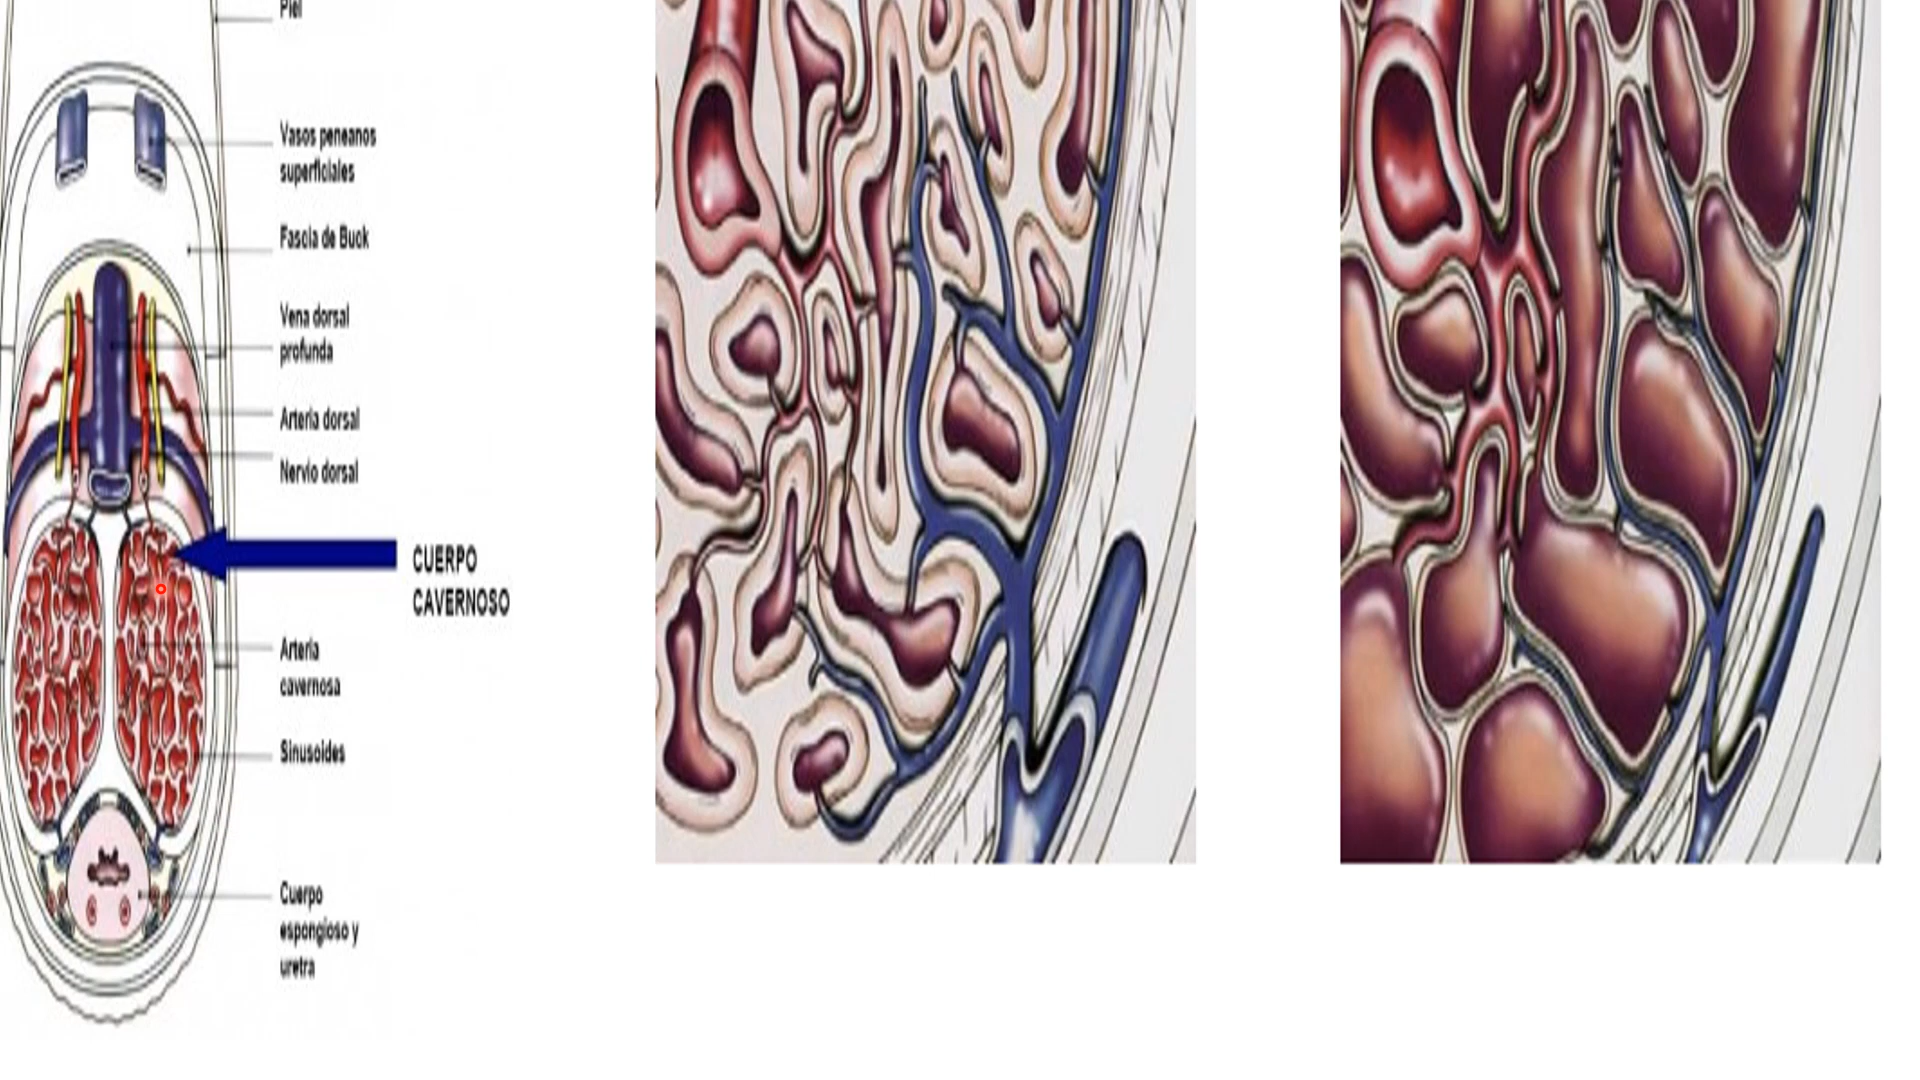 Piel
Vasos peneanos
superficiales
Fascia de Buck
Vena dorsal
profunda
Arteria dorsal
Nervio dorsal
CUERPO
CAVERNOSO
Arteria
cavernosa
Sinusoides
Cuerpo
espongioso y
uretra